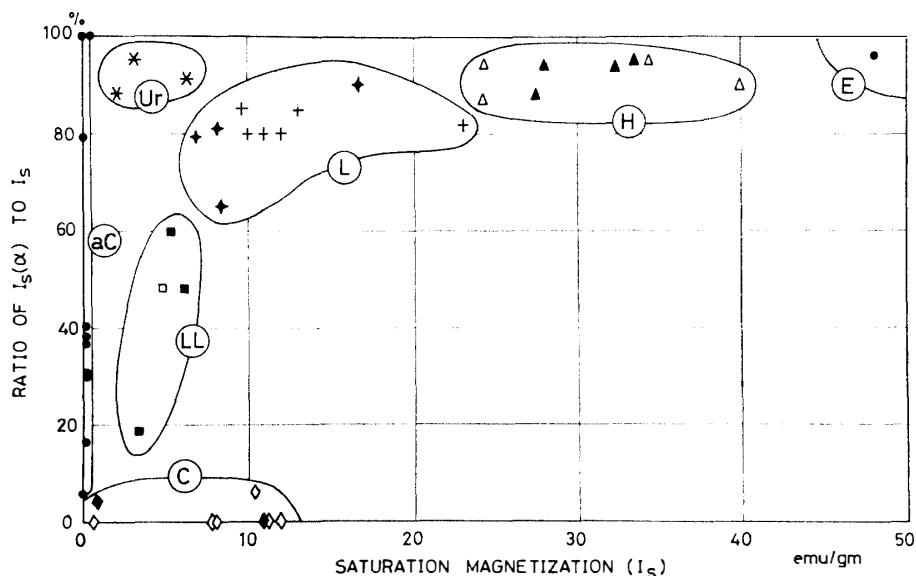 %
100
80
60
40
20
0
RATIO OF Is(α) TO Is
Ur
L
H
E
aC
LL
C
0 10 20 30 40 50
SATURATION MAGNETIZATION (Is) emu/gm